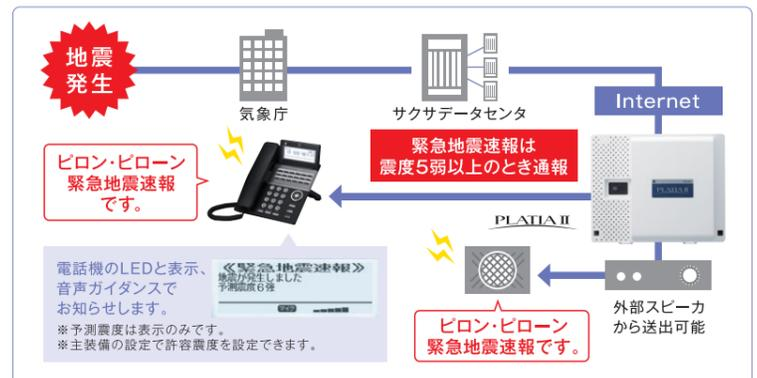 地震
発生
気象庁
サクサデータセンタ
Internet
緊急地震速報は
震度5弱以上のとき通報
ピロン・ピローン
緊急地震速報
です。
PLATIA II
PLATIA II
電話機のLEDと表示、
音声ガイダンスで
お知らせします。
※予測震度は表示のみです。
※主装備の設定で許容震度を設定できます。
≪緊急地震速報≫
地震が発生しました
予測震度6強
マイク
外部スピーカ
から送出可能
ピロン・ピローン
緊急地震速報です。